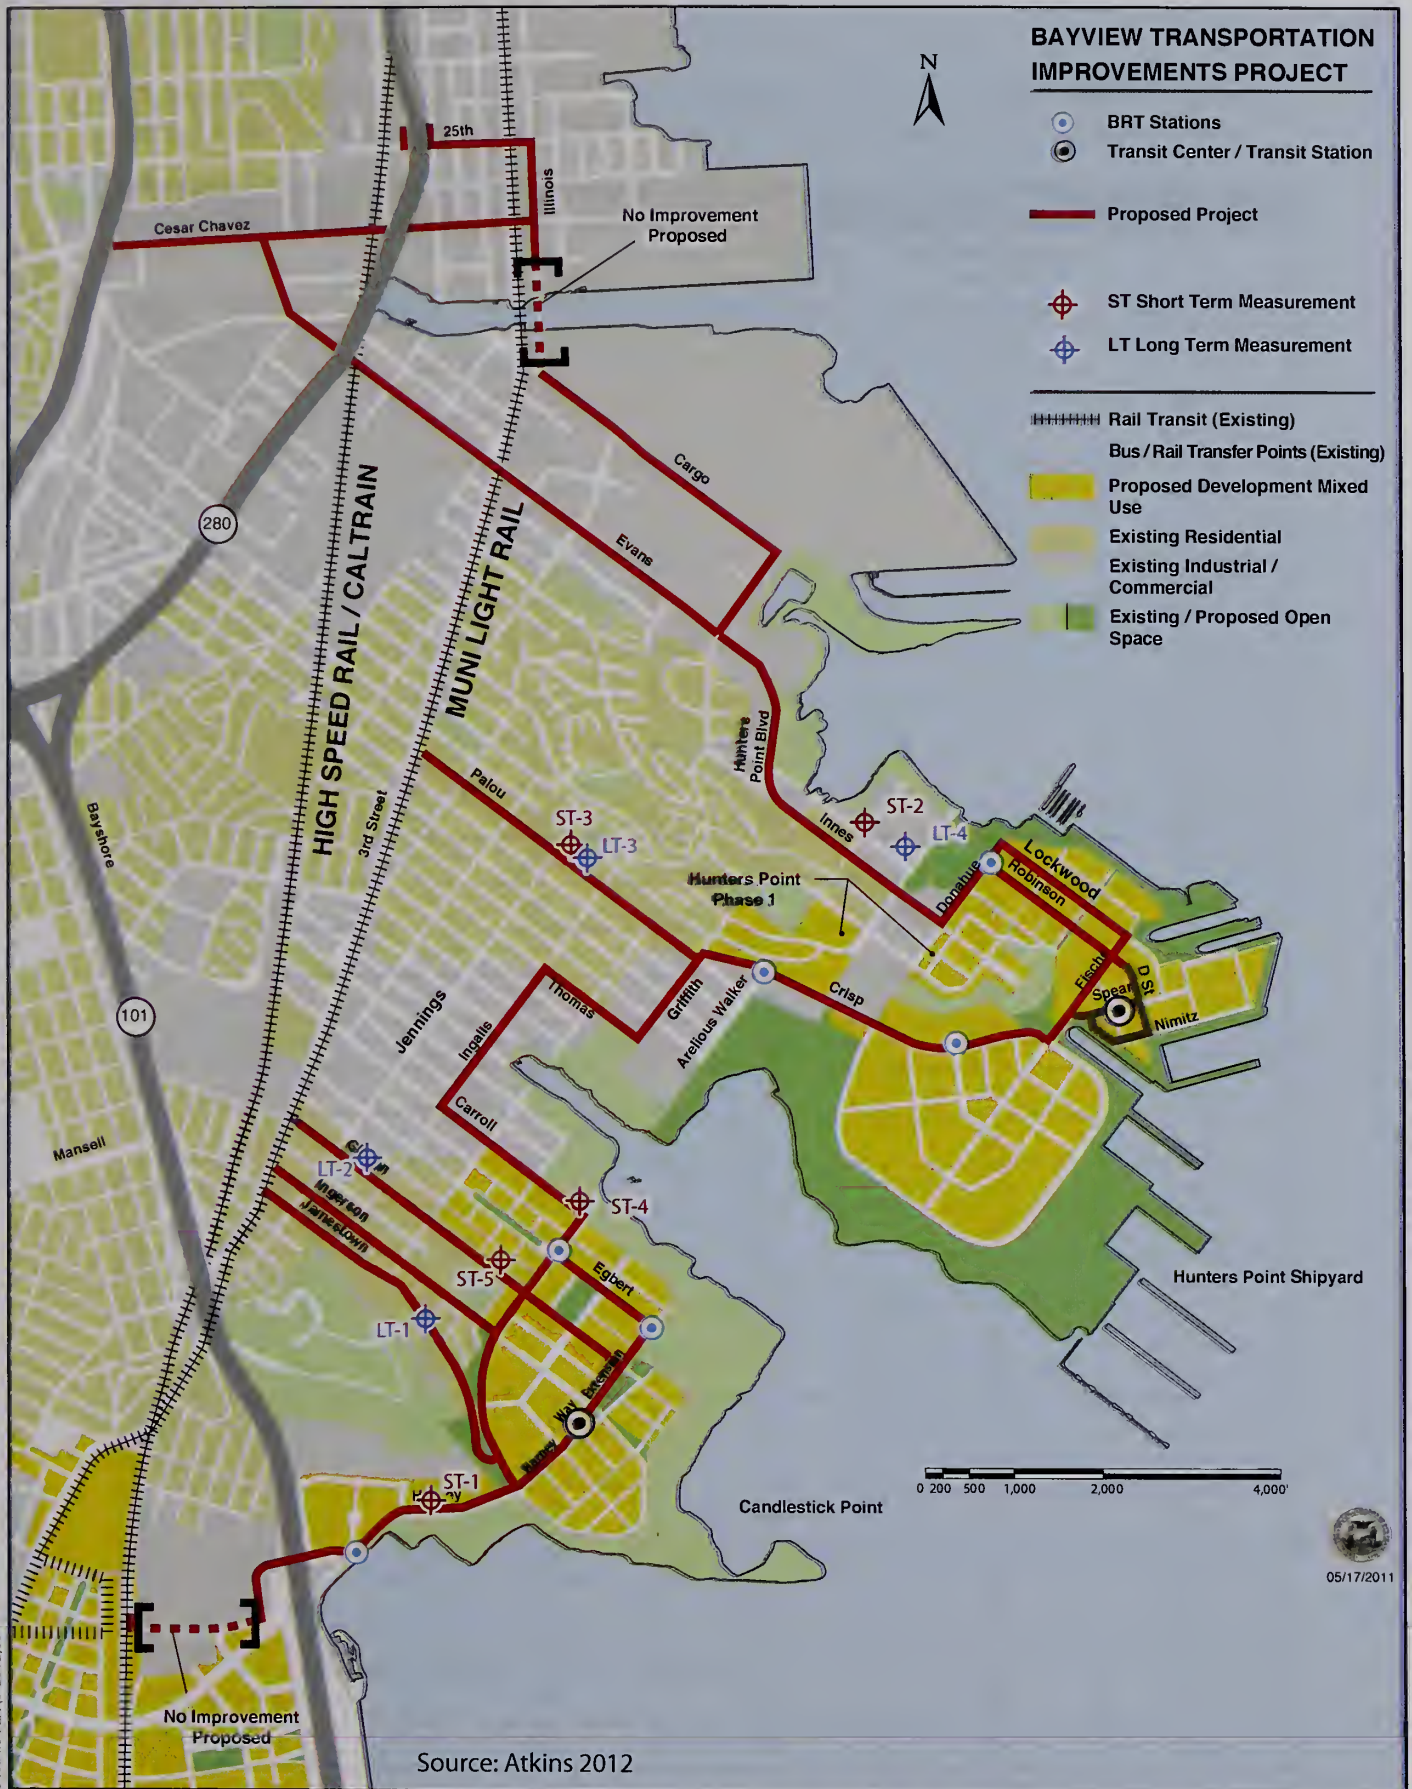 BAYVIEW TRANSPORTATION
IMPROVEMENTS PROJECT
N
BRT Stations
Transit Center / Transit Station
Proposed Project
ST Short Term Measurement
LT Long Term Measurement
Rail Transit (Existing)
Bus / Rail Transfer Points (Existing)
Proposed Development Mixed
Use
Existing Residential
Existing Industrial /
Commercial
Existing / Proposed Open
Space
25th
Illinois
Cesar Chavez
No Improvement
Proposed
Cargo
Evans
280
HIGH SPEED RAIL / CALTRAIN
MUNI LIGHT RAIL
Hunters
Point Blvd
Palou
3rd Street
Bayshore
ST-3
LT-3
ST-2
LT-4
Innes
Hunters Point
Phase 1
Donahue
Lockwood
Robinson
Fisch
Spear
D St
Nimitz
Crisp
Arelious Walker
Griffith
Thomas
Ingalls
Jennings
101
Carroll
Mansell
LT-2
Ingerson
Jamestown
ST-4
ST-5
Egbert
LT-1
Hunters Point Shipyard
Harney Way Extension
ST-1
Candlestick Point
0 200 500 1,000 2,000 4,000'
05/17/2011
No Improvement
Proposed
Source: Atkins 2012